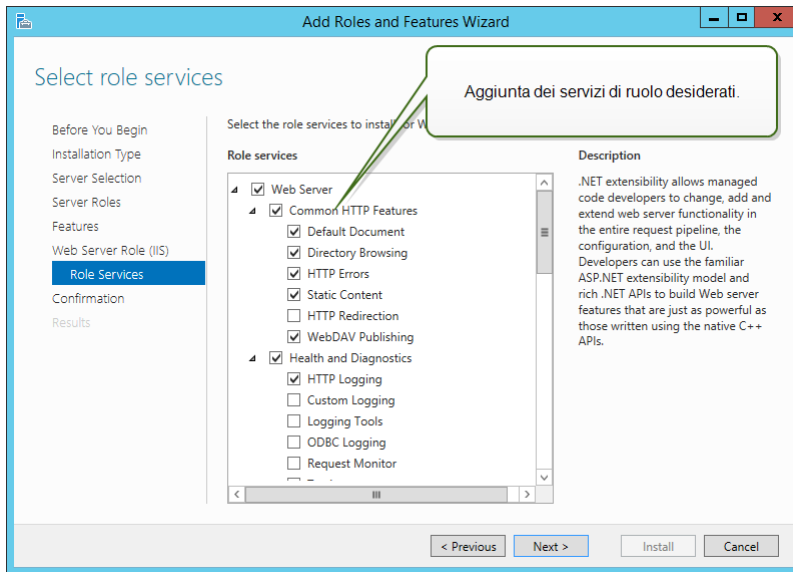 Add Roles and Features Wizard
Select role services
Aggiunta dei servizi di ruolo desiderati.
Before You Begin
Installation Type
Server Selection
Server Roles
Features
Web Server Role (IIS)
Role Services
Confirmation
Results
Select the role services to install for W
Role services
Web Server
Common HTTP Features
Default Document
Directory Browsing
HTTP Errors
Static Content
HTTP Redirection
WebDAV Publishing
Health and Diagnostics
HTTP Logging
Custom Logging
Logging Tools
ODBC Logging
Request Monitor
Description
.NET extensibility allows managed
code developers to change, add and
extend web server functionality in
the entire request pipeline, the
configuration, and the UI.
Developers can use the familiar
ASP.NET extensibility model and
rich .NET APIs to build Web server
features that are just as powerful as
those written using the native C++
APIs.
< Previous
Next >
Install
Cancel